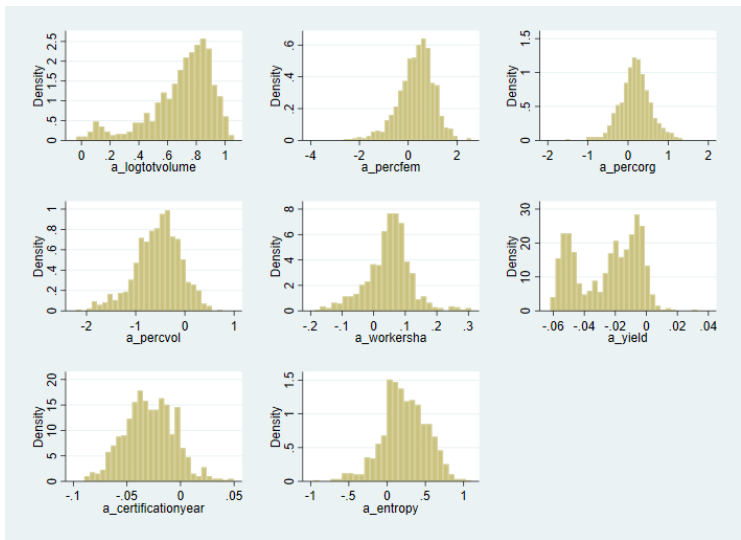 Density
0 .5 1 1.5 2 2.5
0 .2 .4 .6 .8 1
a_logtotvolume
Density
0 .2 .4 .6
-4 -2 0 2
a_percfem
Density
0 .5 1 1.5
-2 -1 0 1 2
a_percorg
Density
0 .2 .4 .6 .8 1
-2 -1 0 1
a_percvol
Density
0 2 4 6 8
-.2 -.1 0 .1 .2 .3
a_workersha
Density
0 10 20 30
-.06 -.04 -.02 0 .02 .04
a_yield
Density
0 5 10 15 20
-.1 -.05 0 .05
a_certificationyear
Density
0 .5 1 1.5
-1 -.5 0 .5 1
a_entropy